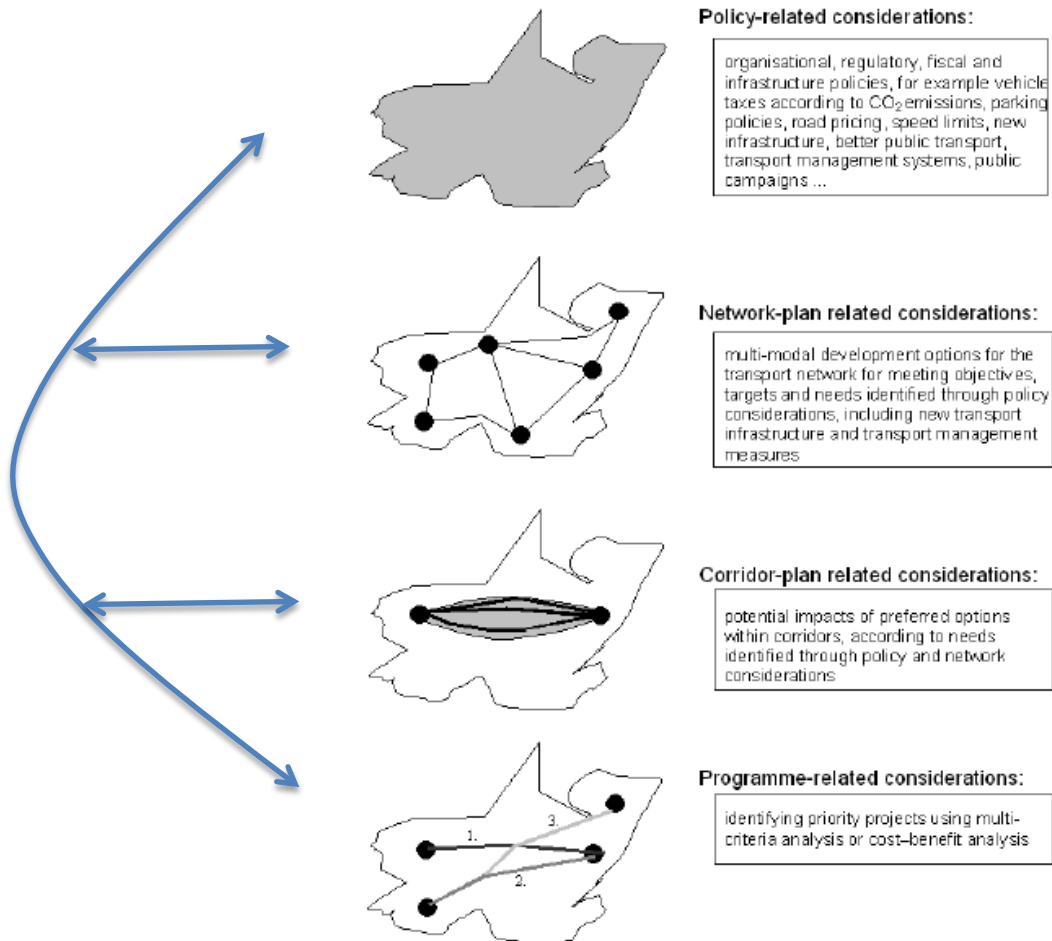 Policy-related considerations:
organisational, regulatory, fiscal and
infrastructure policies, for example vehicle
taxes according to CO₂ emissions, parking
policies, road pricing, speed limits, new
infrastructure, better public transport,
transport management systems, public
campaigns ...
Network-plan related considerations:
multi-modal development options for the
transport network for meeting objectives,
targets and needs identified through policy
considerations, including new transport
infrastructure and transport management
measures
Corridor-plan related considerations:
potential impacts of preferred options
within corridors, according to needs
identified through policy and network
considerations
Programme-related considerations:
identifying priority projects using multi-
criteria analysis or cost–benefit analysis
3.
1.
2.